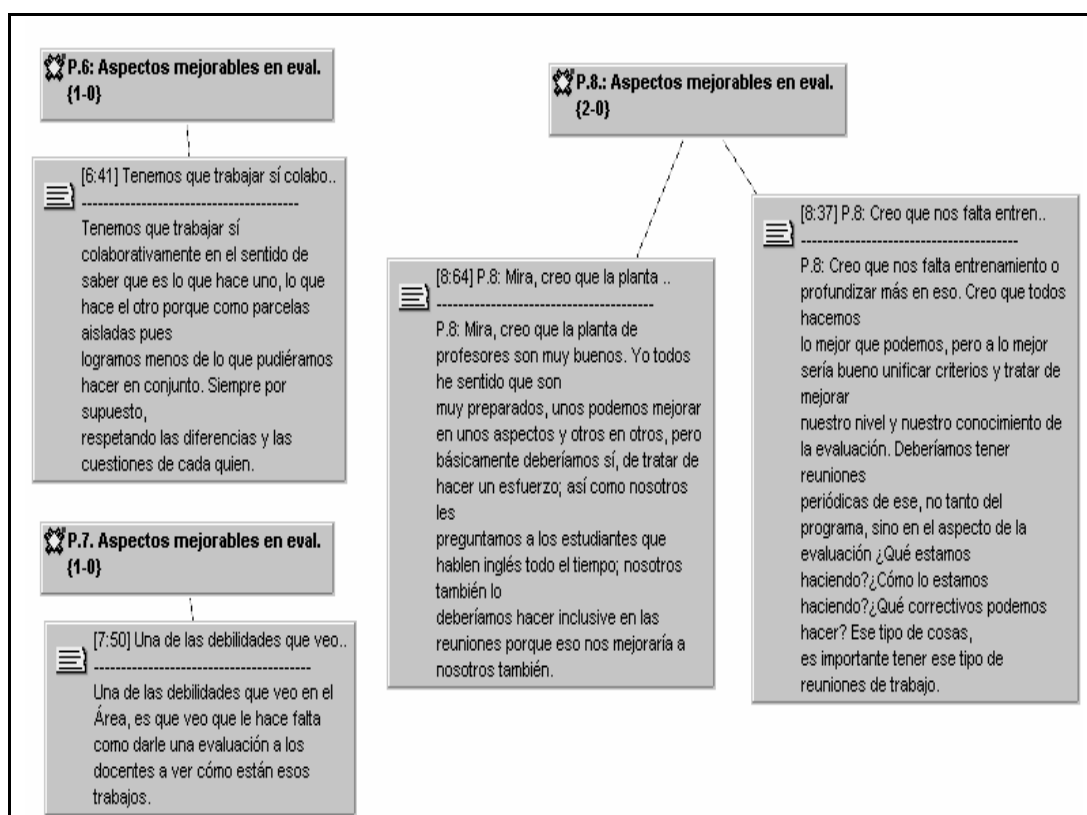 P.6: Aspectos mejorables en eval.
{1-0}
[6:41] Tenemos que trabajar sí colabo..
----------------------------------------
Tenemos que trabajar sí
colaborativamente en el sentido de
saber que es lo que hace uno, lo que
hace el otro porque como parcelas
aisladas pues
logramos menos de lo que pudiéramos
hacer en conjunto. Siempre por
supuesto,
respetando las diferencias y las
cuestiones de cada quien.
P.7. Aspectos mejorables en eval.
{1-0}
[7:50] Una de las debilidades que veo..
----------------------------------------
Una de las debilidades que veo en el
Área, es que veo que le hace falta
como darle una evaluación a los
docentes a ver cómo están esos
trabajos.
P.8.: Aspectos mejorables en eval.
{2-0}
[8:64] P.8: Mira, creo que la planta ..
----------------------------------------
P.8: Mira, creo que la planta de
profesores son muy buenos. Yo todos
he sentido que son
muy preparados, unos podemos mejorar
en unos aspectos y otros en otros, pero
básicamente deberíamos sí, de tratar de
hacer un esfuerzo; así como nosotros
les
preguntamos a los estudiantes que
hablen inglés todo el tiempo; nosotros
también lo
deberíamos hacer inclusive en las
reuniones porque eso nos mejoraría a
nosotros también.
[8:37] P.8: Creo que nos falta entren..
----------------------------------------
P.8: Creo que nos falta entrenamiento o
profundizar más en eso. Creo que todos
hacemos
lo mejor que podemos, pero a lo mejor
sería bueno unificar criterios y tratar de
mejorar
nuestro nivel y nuestro conocimiento de
la evaluación. Deberíamos tener
reuniones
periódicas de ese, no tanto del
programa, sino en el aspecto de la
evaluación ¿Qué estamos
haciendo?¿Cómo lo estamos
haciendo?¿Qué correctivos podemos
hacer? Ese tipo de cosas,
es importante tener ese tipo de
reuniones de trabajo.